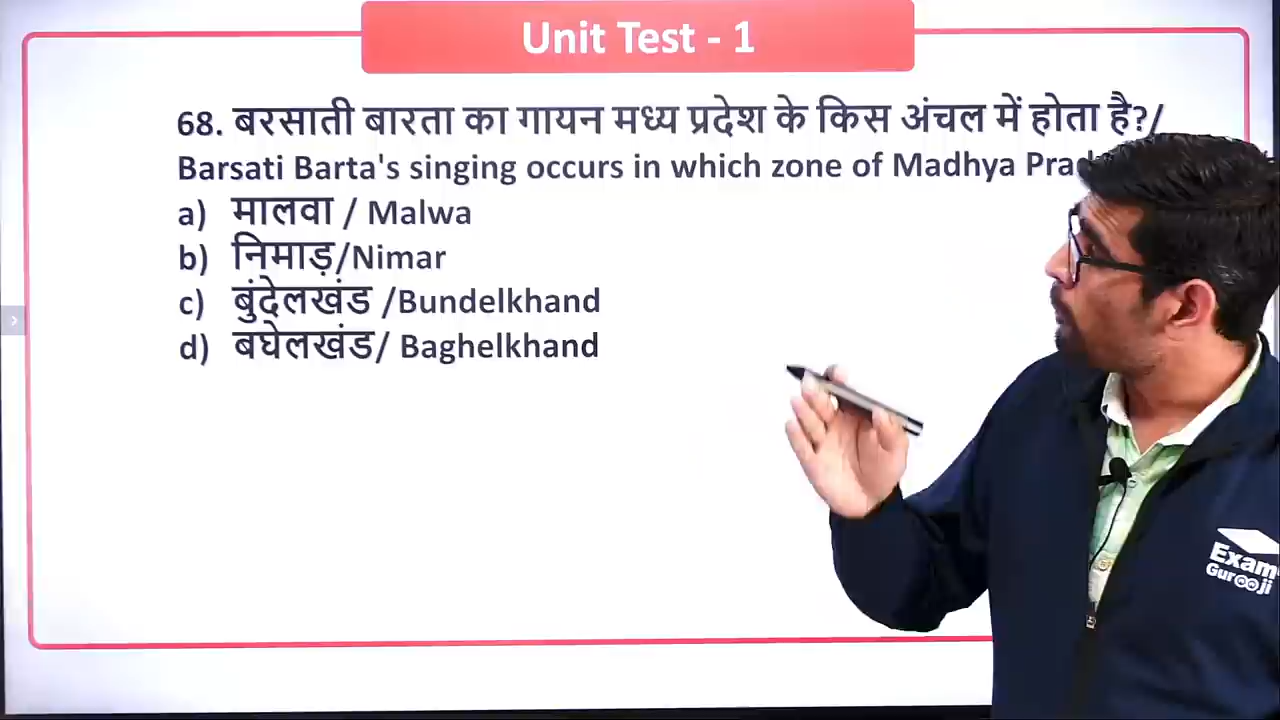 Unit Test - 1
68. बरसाती बारता का गायन मध्य प्रदेश के किस अंचल में होता है?/
Barsati Barta's singing occurs in which zone of Madhya
a) मालवा / Malwa
b) निमाड़/Nimar
c) बुंदेलखंड /Bundelkhand
d) बघेलखंड/ Baghelkhand
Exam
Gurooji